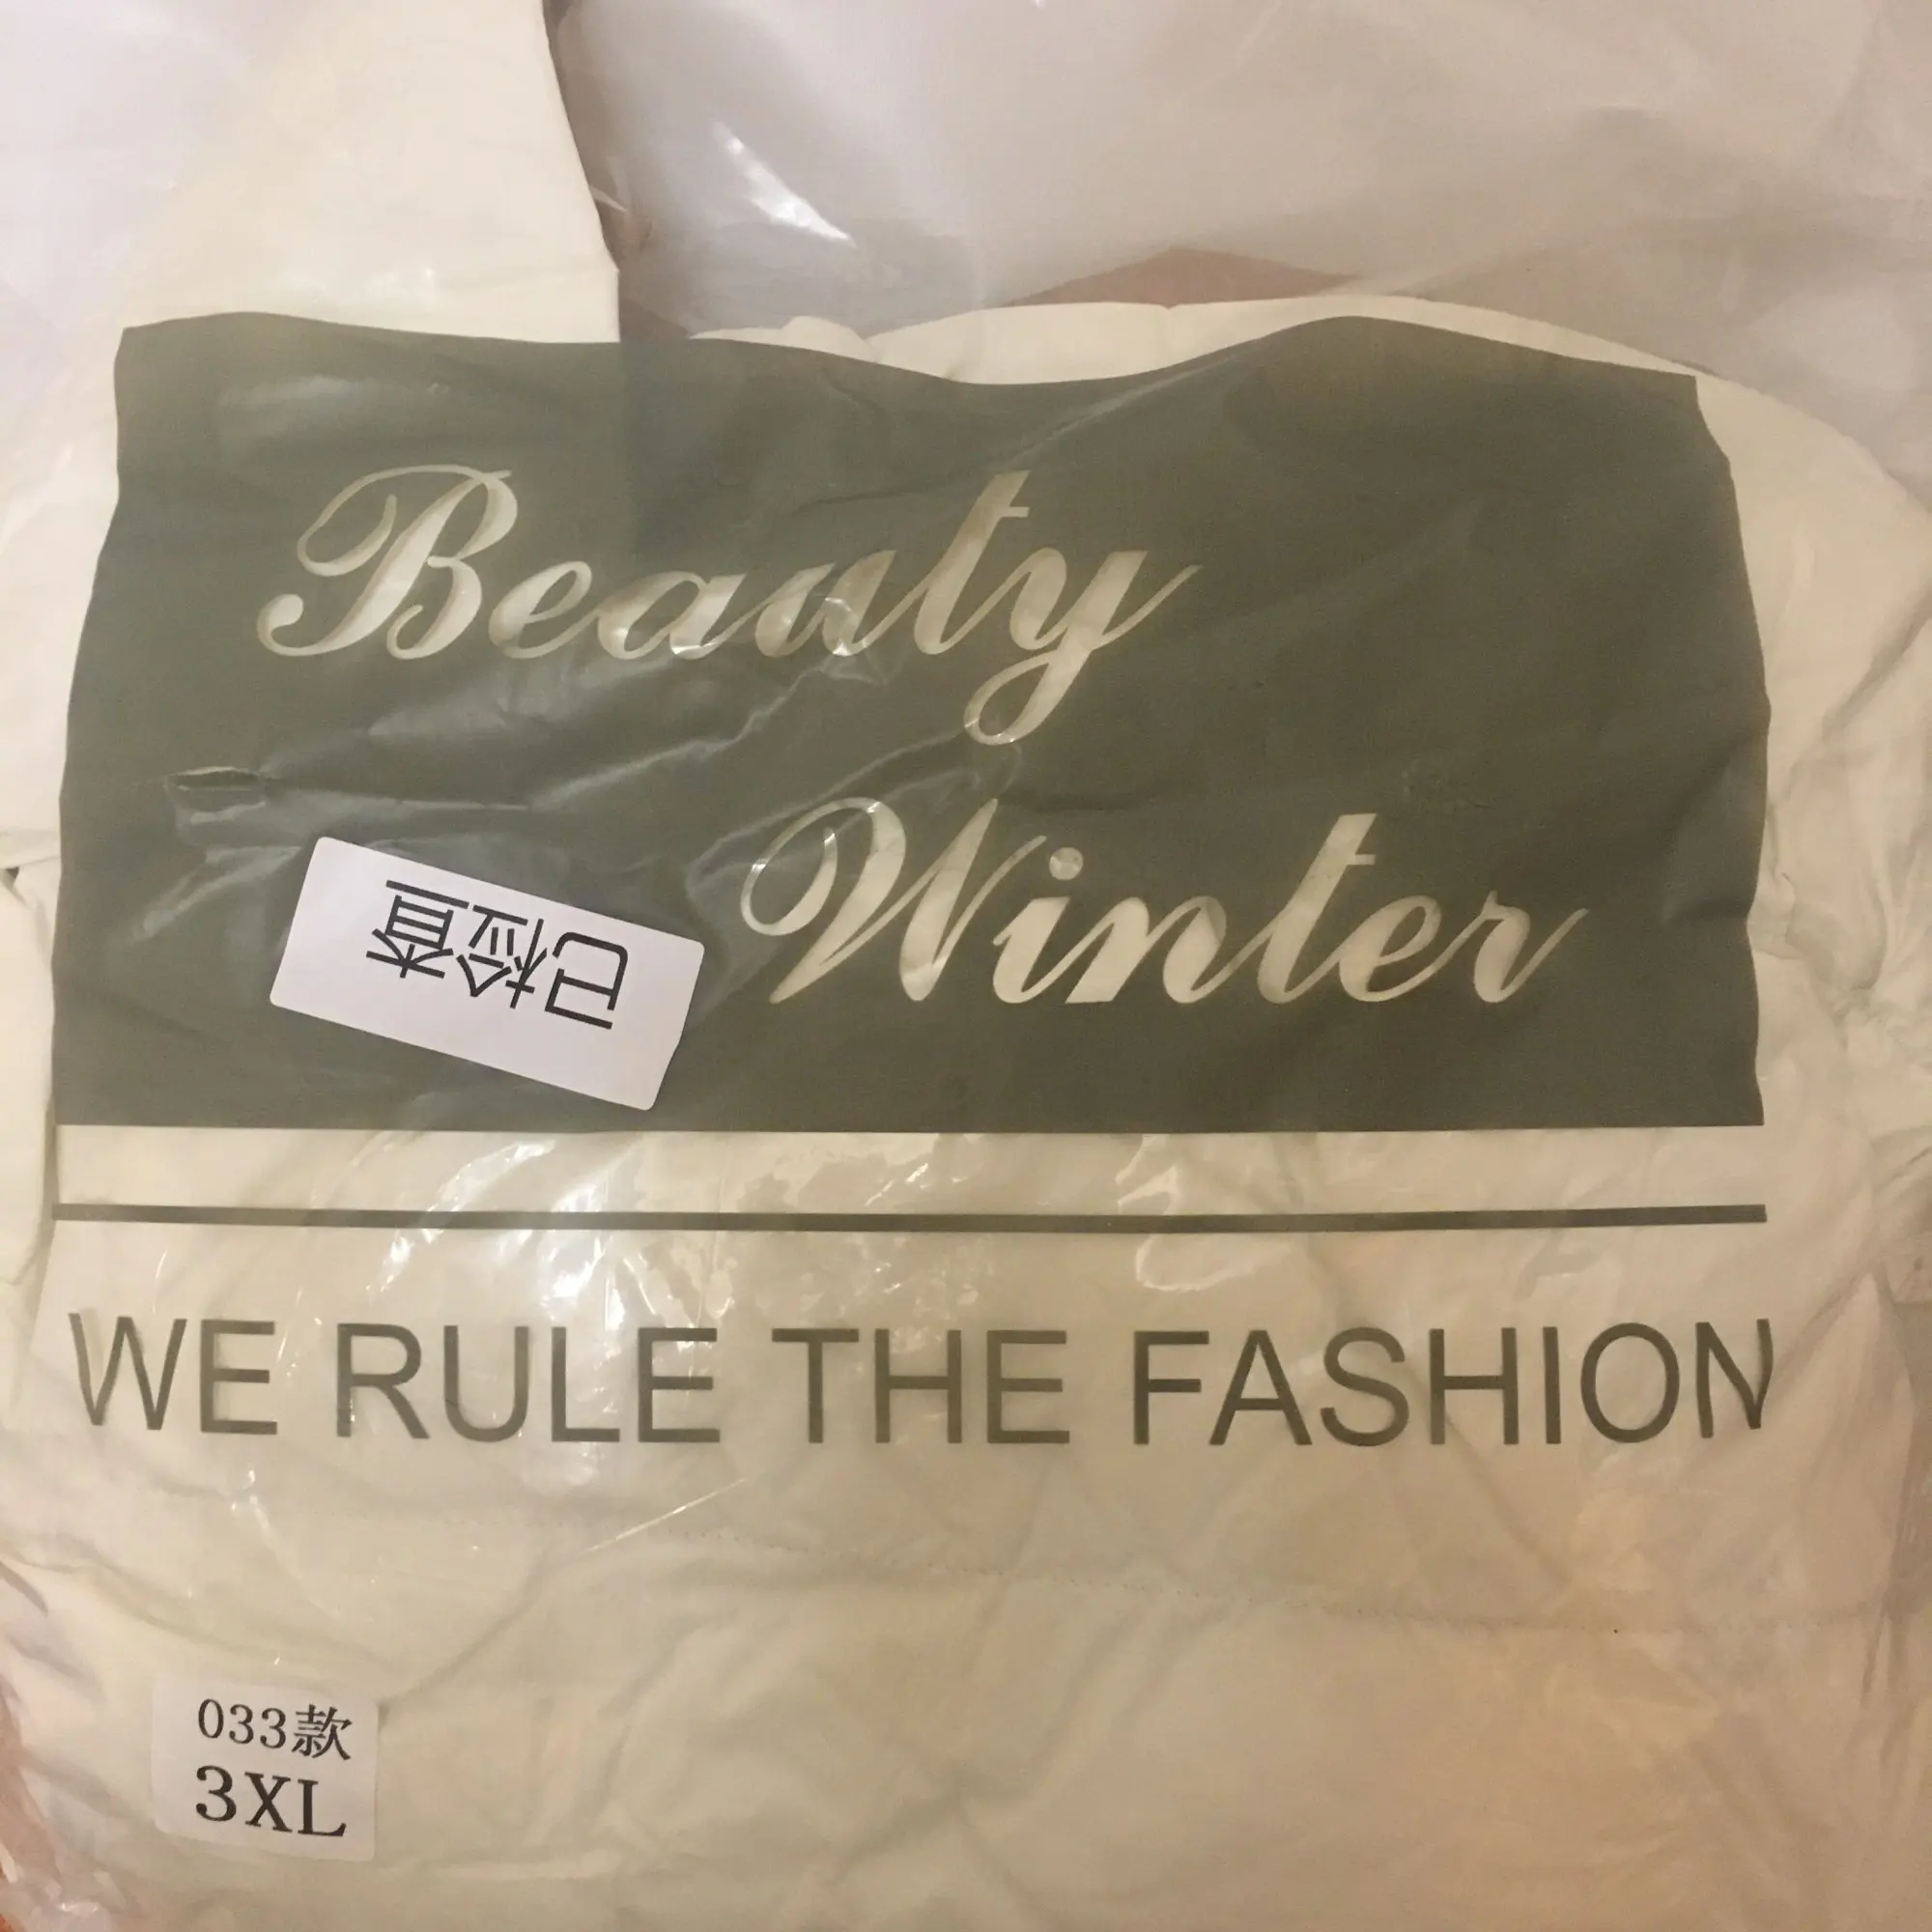 Beauty
Winter
已检查
WE RULE THE FASHION
033款
3XL